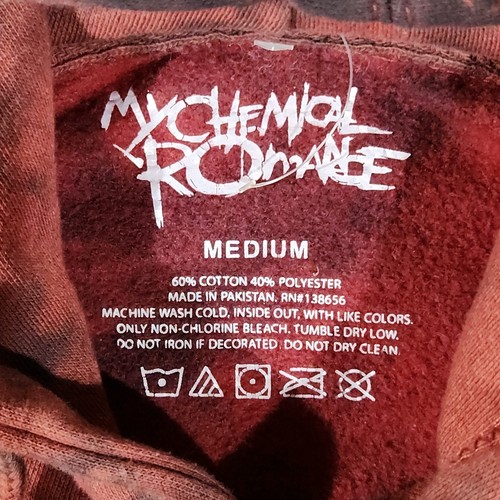 MY CHEMICAL
ROMANCE
MEDIUM
60% COTTON 40% POLYESTER
MADE IN PAKISTAN. RN#138656
MACHINE WASH COLD, INSIDE OUT, WITH LIKE COLORS.
ONLY NON-CHLORINE BLEACH. TUMBLE DRY LOW.
DO NOT IRON IF DECORATED. DO NOT DRY CLEAN.